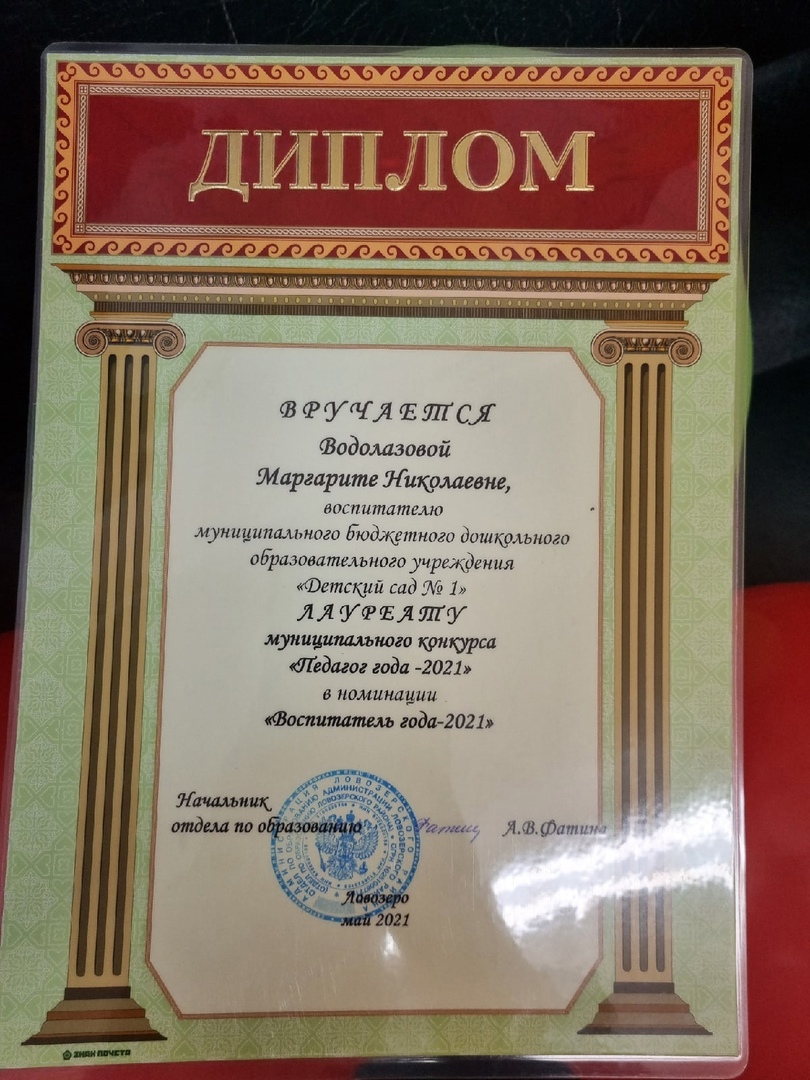 ДИПЛОМ
ВРУЧАЕТСЯ
Водолазовой
Маргарите Николаевне,
воспитателю
муниципального бюджетного дошкольного
образовательного учреждения
«Детский сад № 1»
ЛАУРЕАТУ
муниципального конкурса
«Педагог года -2021»
в номинации
«Воспитатель года-2021»
Начальник
отдела по образованию А.В.Фатина
Ловозеро
май 2021
ЗНАК ПОЧЕТА